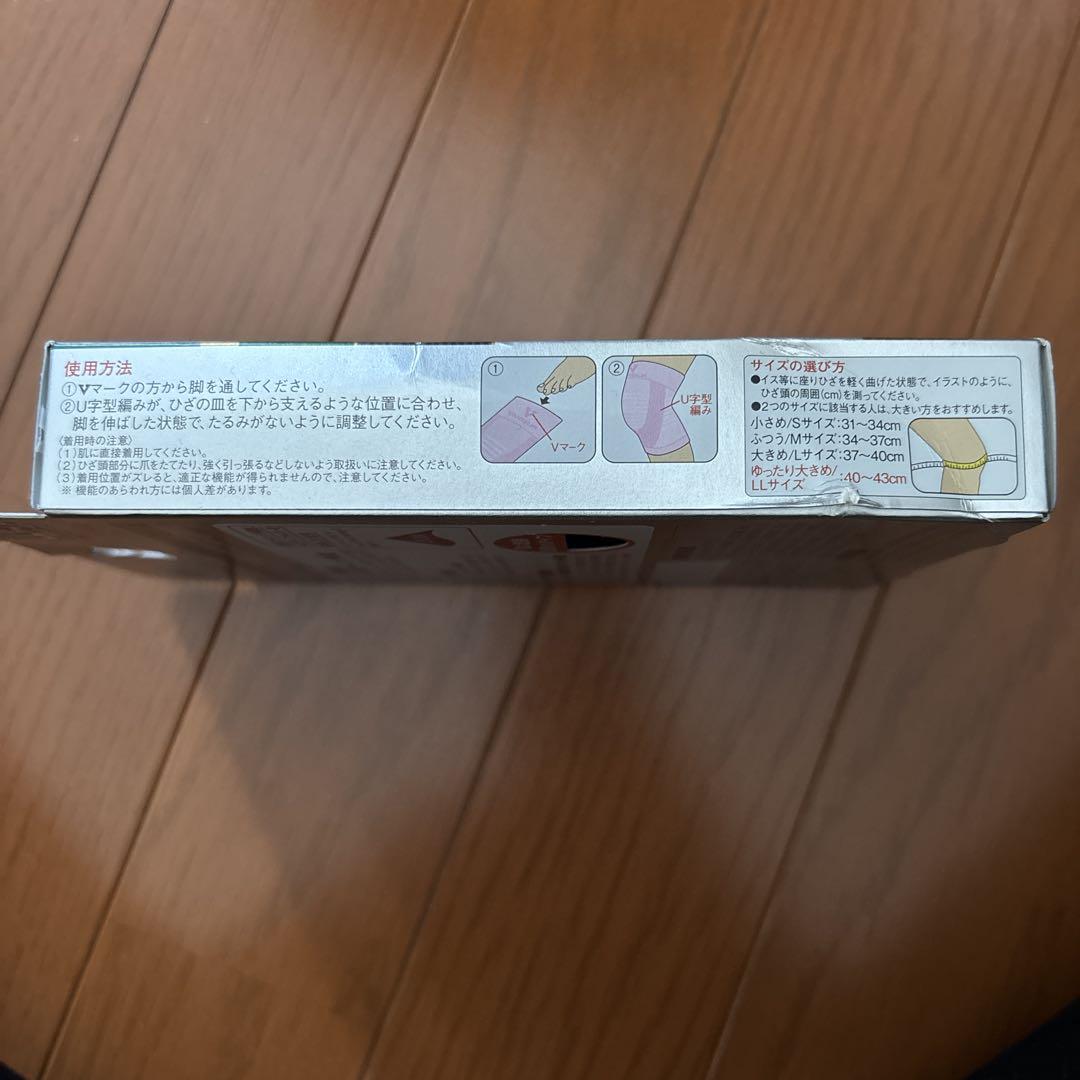 使用方法
①Vマークの方から脚を通してください。
②U字型編みが、ひざの皿を下から支えるような位置に合わせ、
脚を伸ばした状態で、たるみがないように調整してください。
〈着用時の注意〉
(1)肌に直接着用してください。
(2)ひざ頭部分に爪をたてたり、強く引っ張るなどしないよう取扱いに注意してください。
(3)着用位置がズレると、適正な機能が得られませんので、注意してください。
※ 機能のあらわれ方には個人差があります。
①
Vマーク
②
U字型
編み
サイズの選び方
●イス等に座りひざを軽く曲げた状態で、イラストのように、
ひざ頭の周囲(cm)を測ってください。
●2つのサイズに該当する人は、大きい方をおすすめします。
小さめ/Sサイズ:31〜34cm
ふつう/Mサイズ:34〜37cm
大きめ/Lサイズ:37〜40cm
ゆったり大きめ/
LLサイズ :40〜43cm